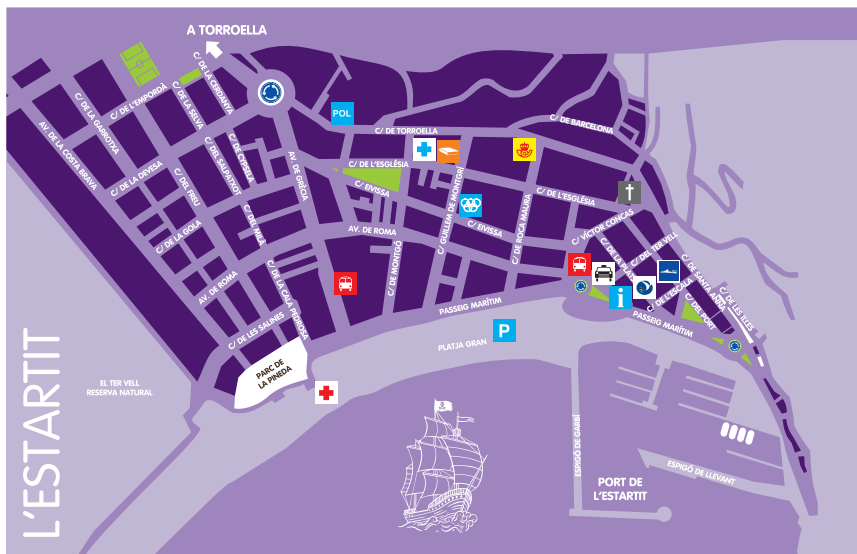 A TORROELLA
C/ DE LA CERDANYA
C/ DE L'EMPORDÀ
C/ DE LA SELVA
C/ DE LA GARROTXA
AV. DE LA COSTA BRAVA
POL
C/ DE TORROELLA
C/ DE BARCELONA
C/ DE LA DEVESA
C/ DEL FREU
C/ DEL SALPATXOT
C/ DE CYPSELA
AV. DE GRÈCIA
C/ DE L'ESGLÉSIA
C/ EIVISSA
C/ GUILLEM DE MONTGRÍ
C/ DE L'ESGLÉSIA
C/ DE ROCA MAURA
C/ EIVISSA
C/ DE LA GOLA
C/ DEL MILÀ
AV. DE ROMA
C/ VÍCTOR CONCAS
C/ DEL TER VELL
C/ DE LA PLATJA
C/ DE SANTA ANNA
C/ DE LES ILLES
AV. DE ROMA
C/ DE LA CALA PEDROSA
C/ DE MONTGÓ
C/ DE L'ESCALA
C/ DEL PORT
i
PASSEIG MARÍTIM
PASSEIG MARÍTIM
C/ DE LES SALINES
P
PLATJA GRAN
PARC DE
LA PINEDA
EL TER VELL
RESERVA NATURAL
L'ESTARTIT
ESPIGÓ DE GARBÍ
ESPIGÓ DE LLEVANT
PORT DE
L'ESTARTIT